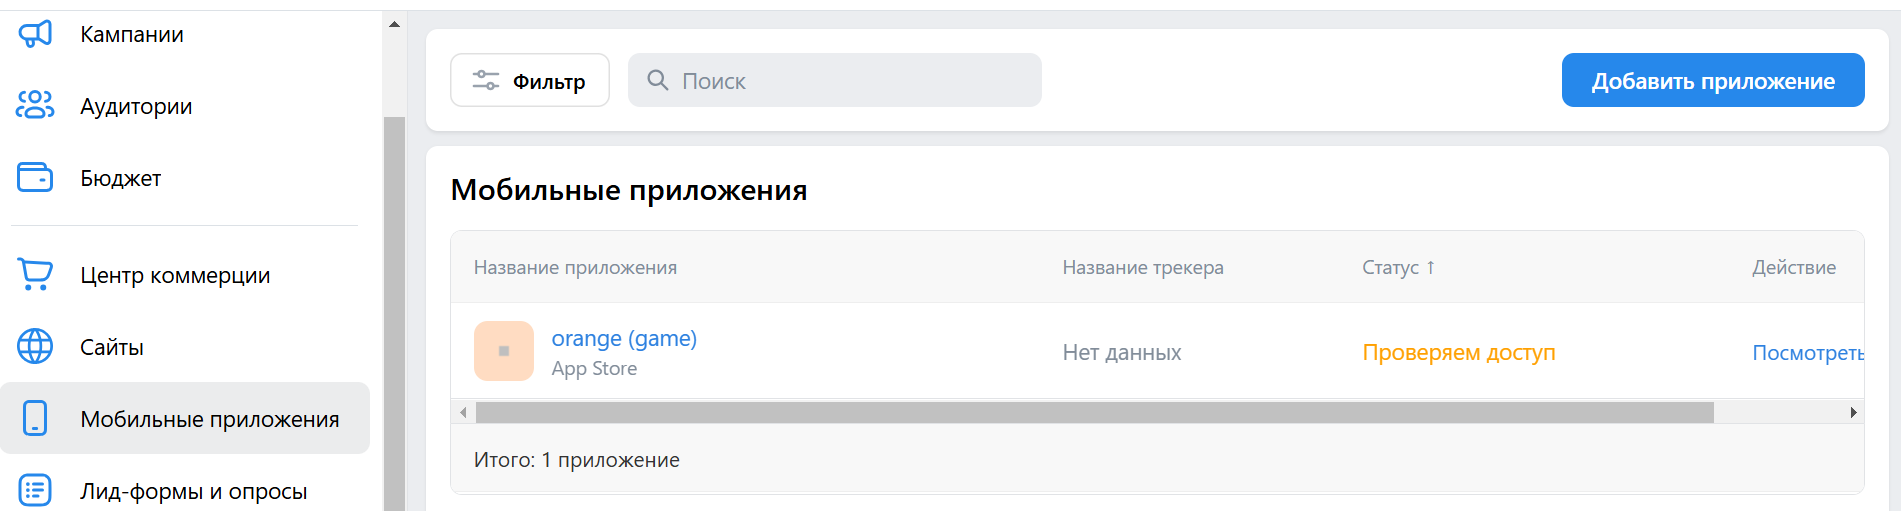 Кампании
Аудитории
Бюджет
Центр коммерции
Сайты
Мобильные приложения
Лид-формы и опросы
Фильтр
Поиск
Добавить приложение
Мобильные приложения
Название приложения Название трекера Статус ↑ Действие
orange (game)
App Store
Нет данных
Проверяем доступ
Посмотреть
Итого: 1 приложение